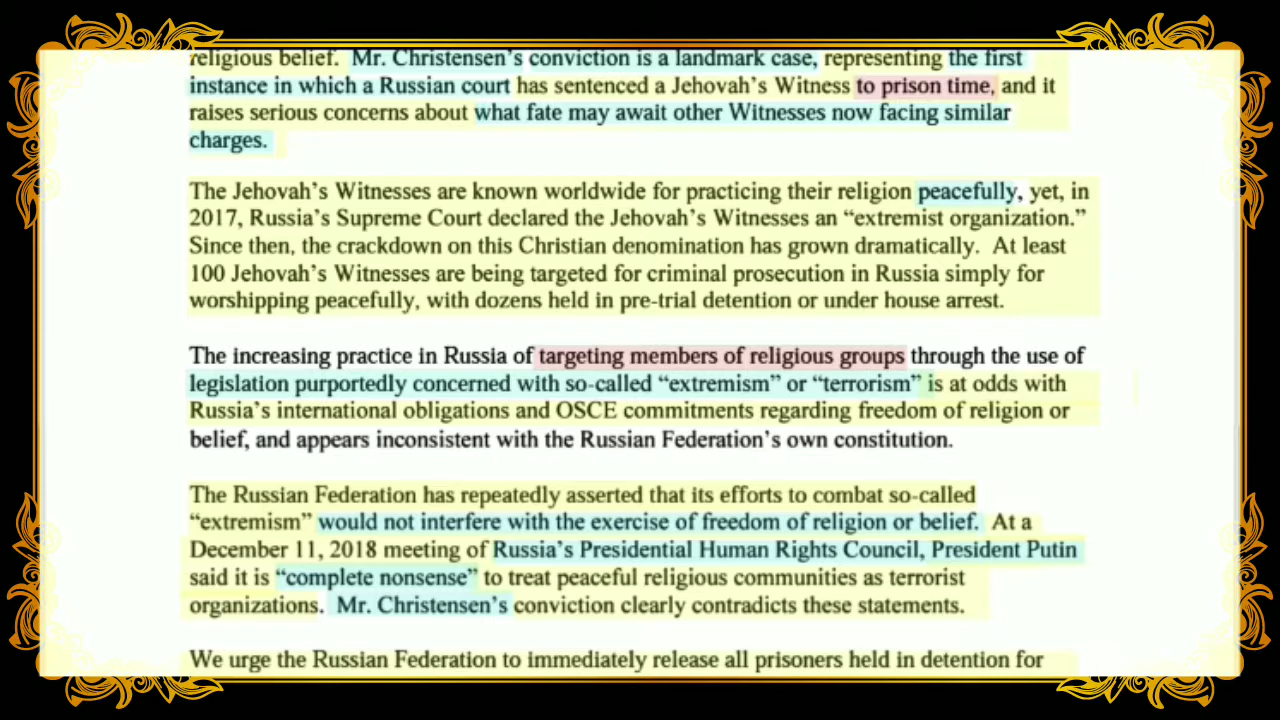 religious belief. Mr. Christensen’s conviction is a landmark case, representing the first
instance in which a Russian court has sentenced a Jehovah’s Witness to prison time, and it
raises serious concerns about what fate may await other Witnesses now facing similar
charges.
The Jehovah’s Witnesses are known worldwide for practicing their religion peacefully, yet, in
2017, Russia’s Supreme Court declared the Jehovah’s Witnesses an “extremist organization.”
Since then, the crackdown on this Christian denomination has grown dramatically. At least
100 Jehovah’s Witnesses are being targeted for criminal prosecution in Russia simply for
worshipping peacefully, with dozens held in pre-trial detention or under house arrest.
The increasing practice in Russia of targeting members of religious groups through the use of
legislation purportedly concerned with so-called “extremism” or “terrorism” is at odds with
Russia’s international obligations and OSCE commitments regarding freedom of religion or
belief, and appears inconsistent with the Russian Federation’s own constitution.
The Russian Federation has repeatedly asserted that its efforts to combat so-called
“extremism” would not interfere with the exercise of freedom of religion or belief. At a
December 11, 2018 meeting of Russia’s Presidential Human Rights Council, President Putin
said it is “complete nonsense” to treat peaceful religious communities as terrorist
organizations. Mr. Christensen’s conviction clearly contradicts these statements.
We urge the Russian Federation to immediately release all prisoners held in detention for